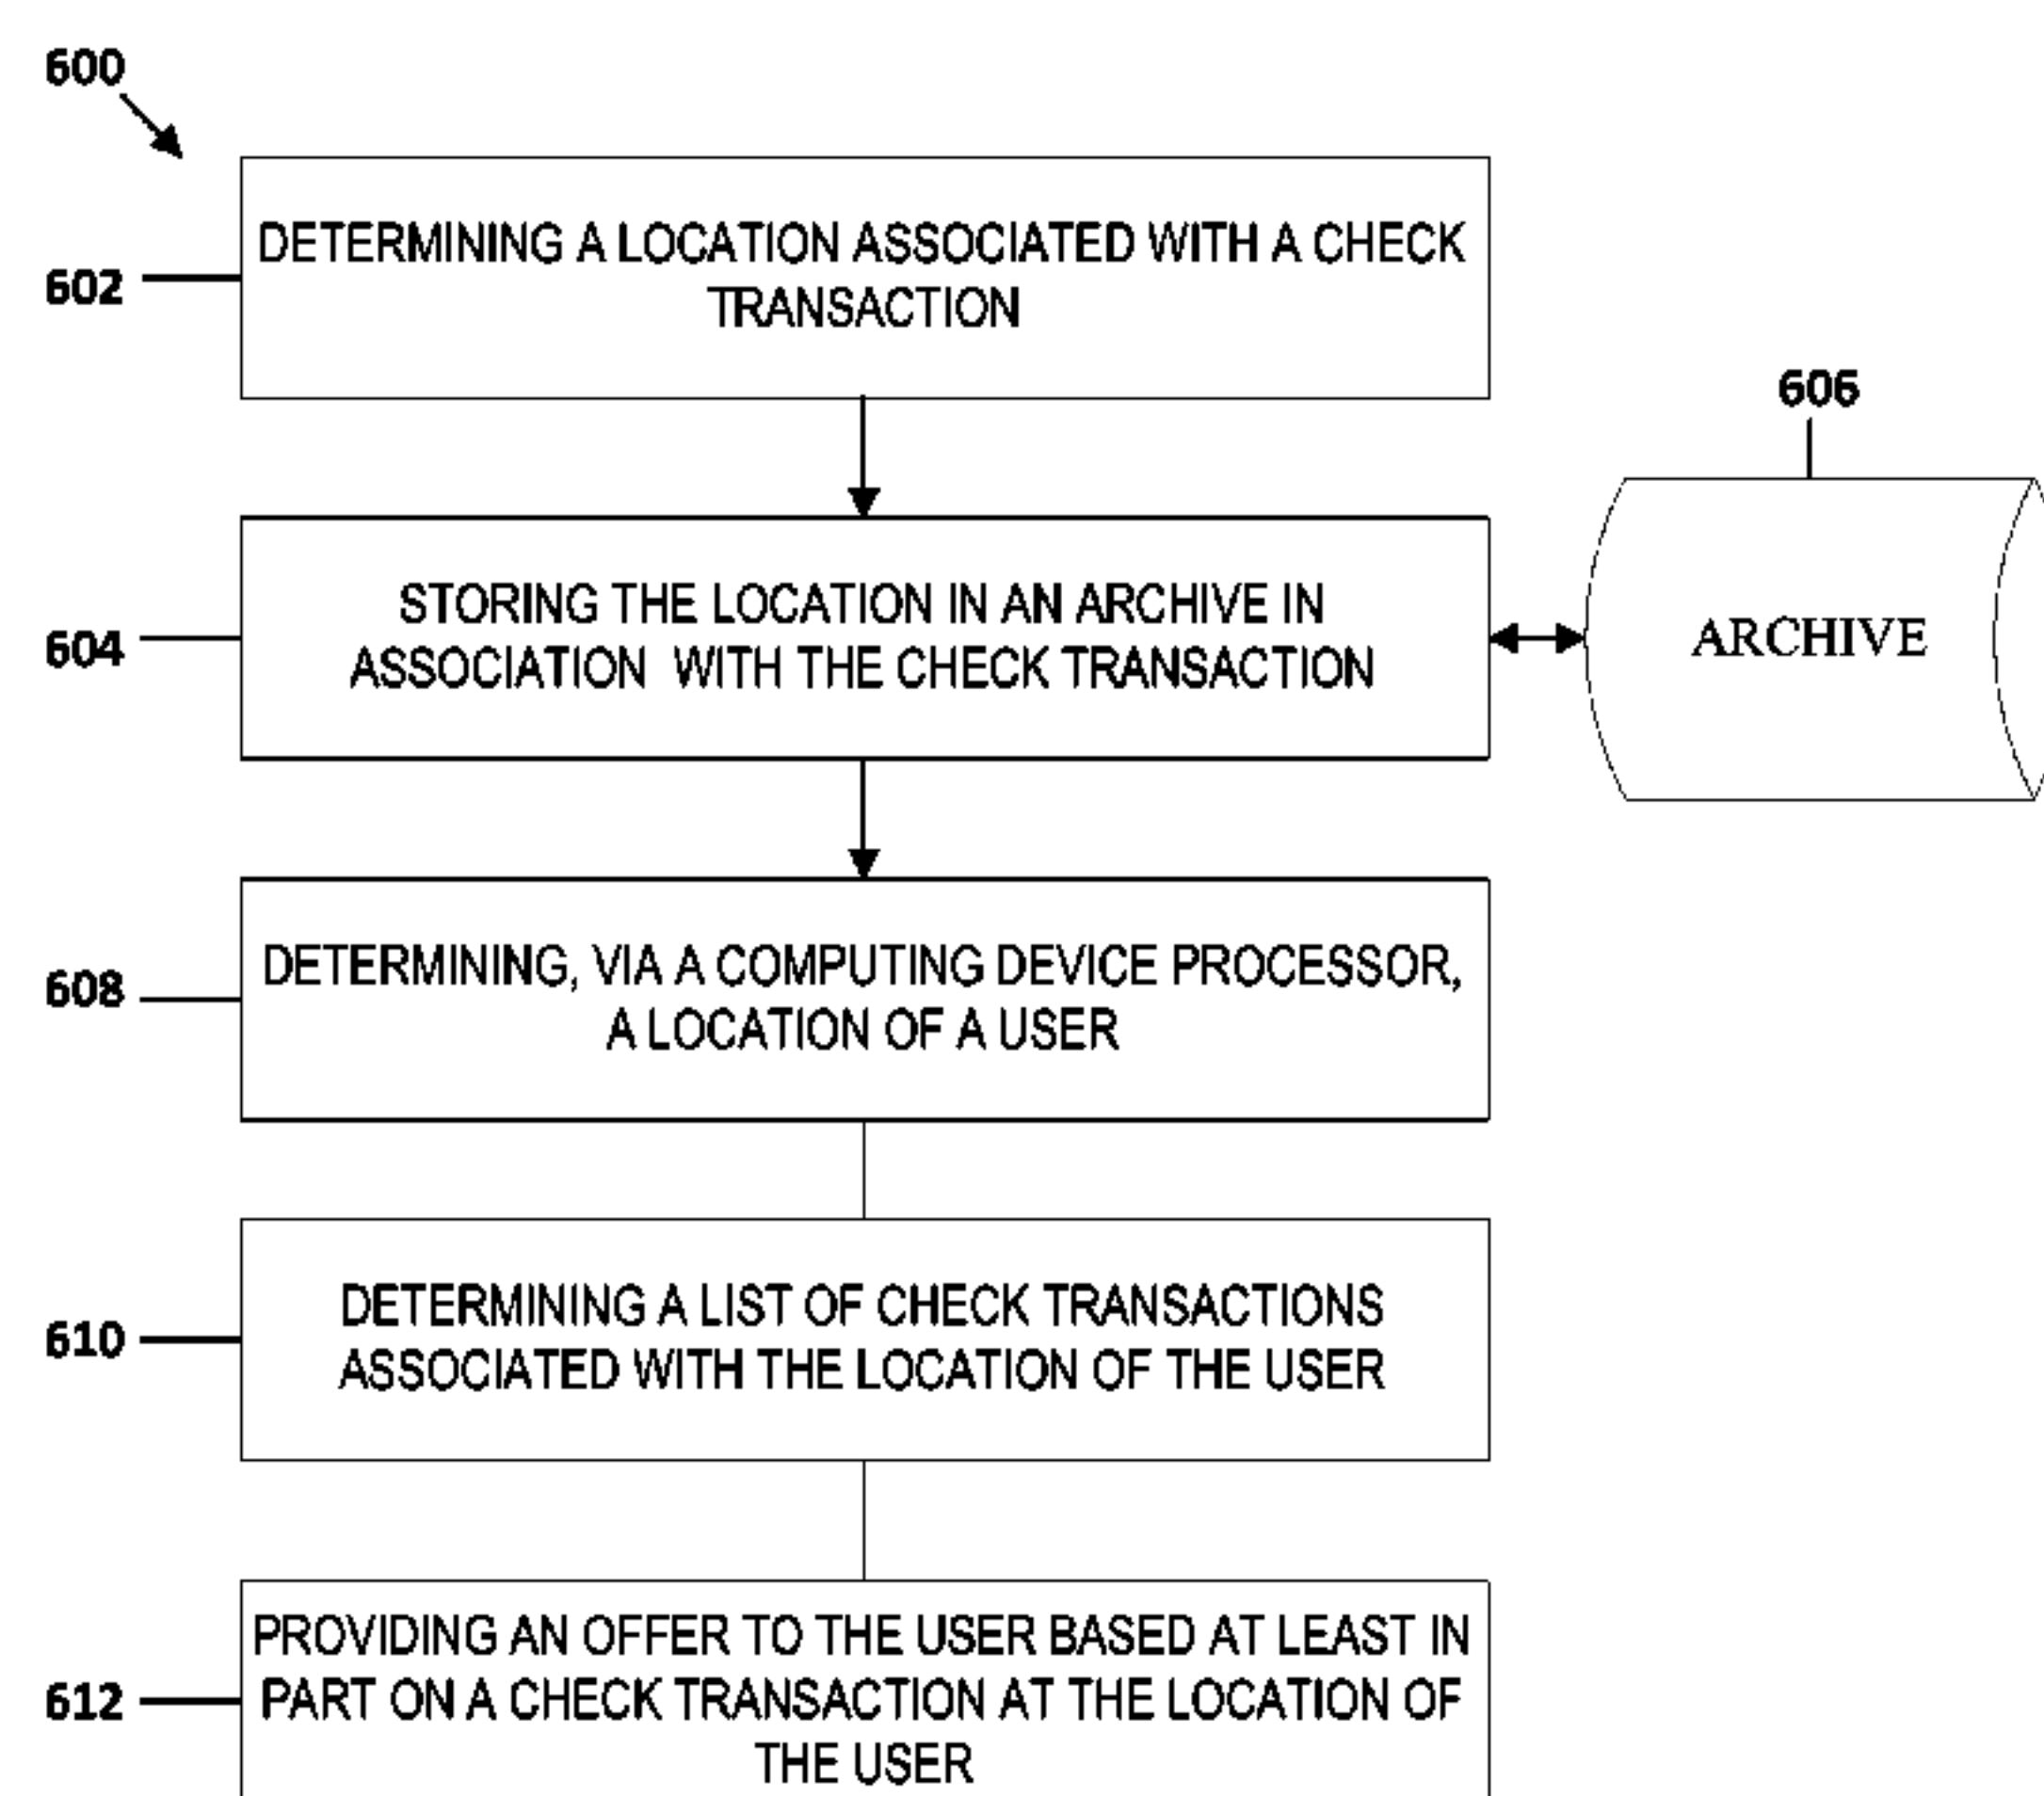 600
602
DETERMINING A LOCATION ASSOCIATED WITH A CHECK
TRANSACTION
606
604
STORING THE LOCATION IN AN ARCHIVE IN
ASSOCIATION WITH THE CHECK TRANSACTION
ARCHIVE
608
DETERMINING, VIA A COMPUTING DEVICE PROCESSOR,
A LOCATION OF A USER
610
DETERMINING A LIST OF CHECK TRANSACTIONS
ASSOCIATED WITH THE LOCATION OF THE USER
612
PROVIDING AN OFFER TO THE USER BASED AT LEAST IN
PART ON A CHECK TRANSACTION AT THE LOCATION OF
THE USER